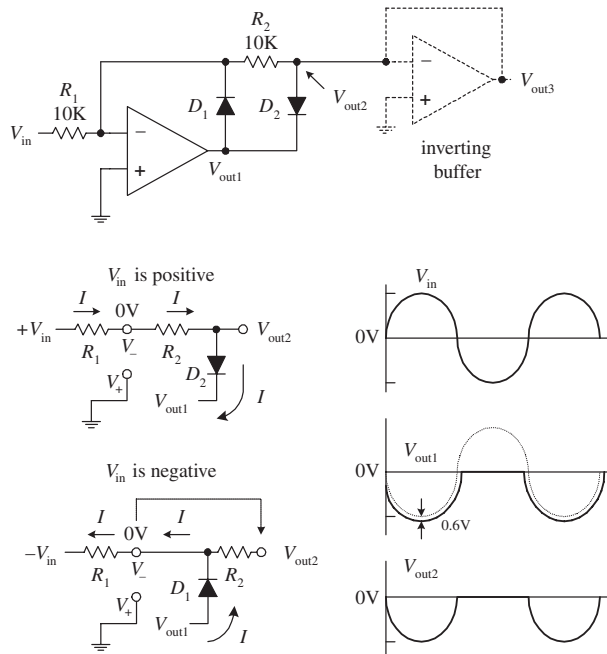 R2
10K
R1
10K
Vin
−
+
D1
D2
Vout1
Vout2
−
+
Vout3
inverting
buffer
Vin is positive
I
0V
I
+Vin
R1
V−
R2
Vout2
V+
D2
Vout1
I
Vin is negative
I
0V
I
−Vin
R1
V−
R2
Vout2
V+
D1
Vout1
I
Vin
0V
Vout1
0V
0.6V
Vout2
0V